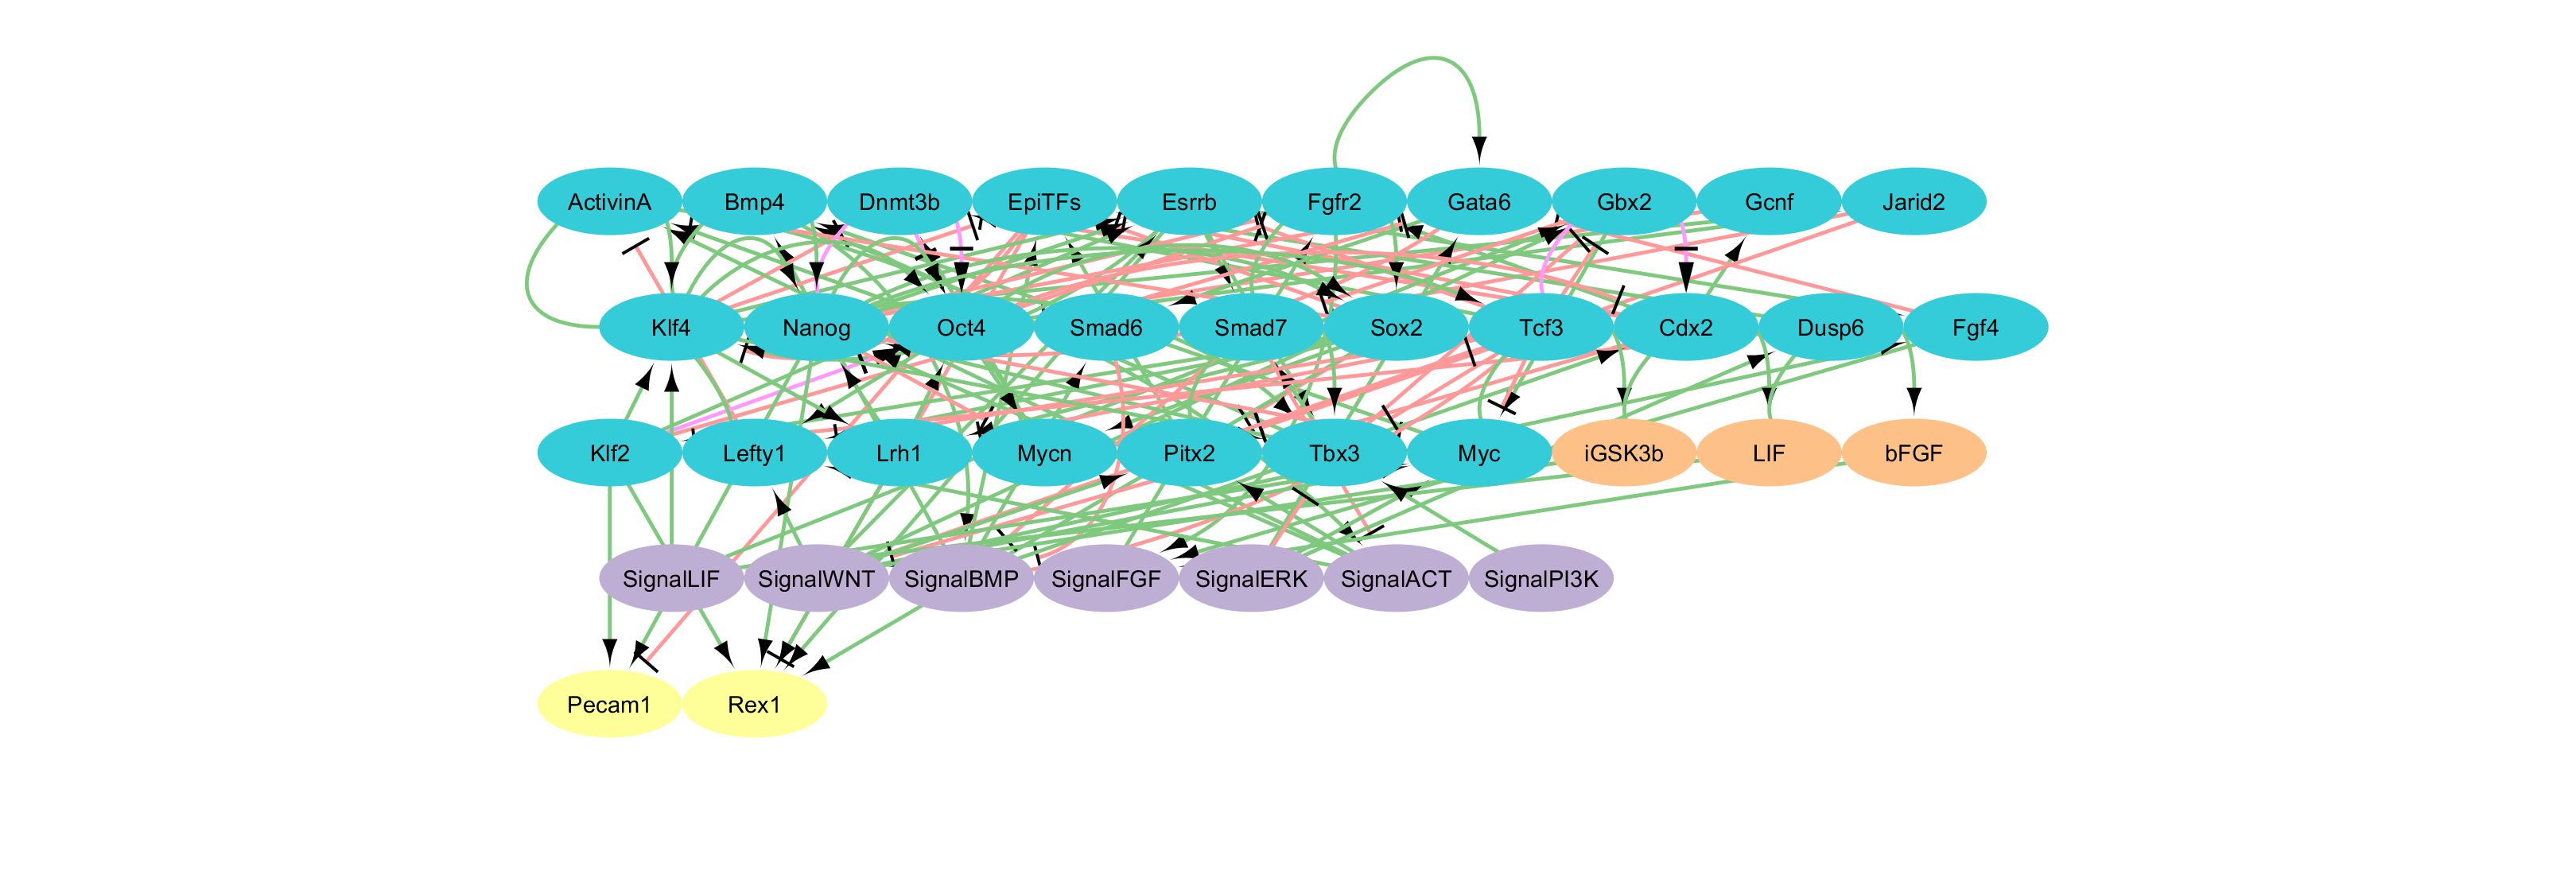 ActivinA Bmp4 Dnmt3b EpiTFs Esrrb Fgfr2 Gata6 Gbx2 Gcnf Jarid2
Klf4 Nanog Oct4 Smad6 Smad7 Sox2 Tcf3 Cdx2 Dusp6 Fgf4
Klf2 Lefty1 Lrh1 Mycn Pitx2 Tbx3 Myc iGSK3b LIF bFGF
SignalLIF SignalWNT SignalBMP SignalFGF SignalERK SignalACT SignalPI3K
Pecam1 Rex1